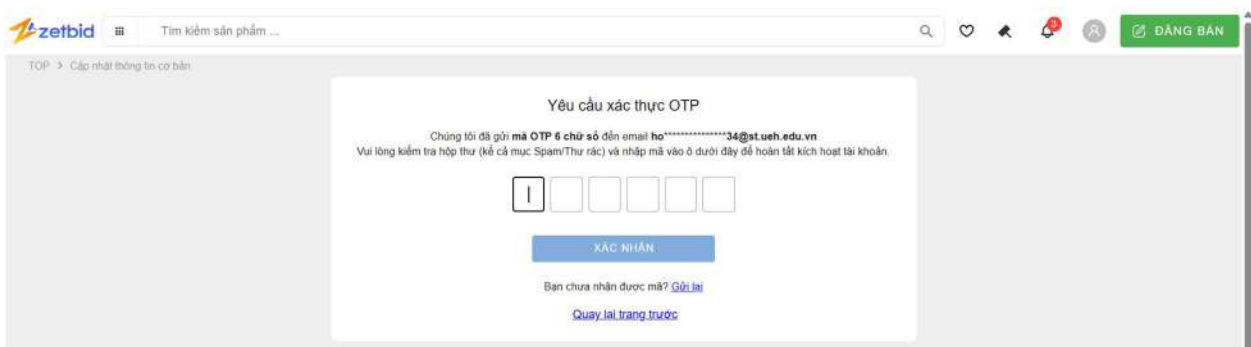 zetbid
Tìm kiếm sản phẩm ...
3
ĐĂNG BÁN
TOP > Cập nhật thông tin cơ bản
Yêu cầu xác thực OTP
Chúng tôi đã gửi mã OTP 6 chữ số đến email ho***************34@st.ueh.edu.vn
Vui lòng kiểm tra hộp thư (kể cả mục Spam/Thư rác) và nhập mã vào ô dưới đây để hoàn tất kích hoạt tài khoản.
XÁC NHẬN
Bạn chưa nhận được mã? Gửi lại
Quay lại trang trước